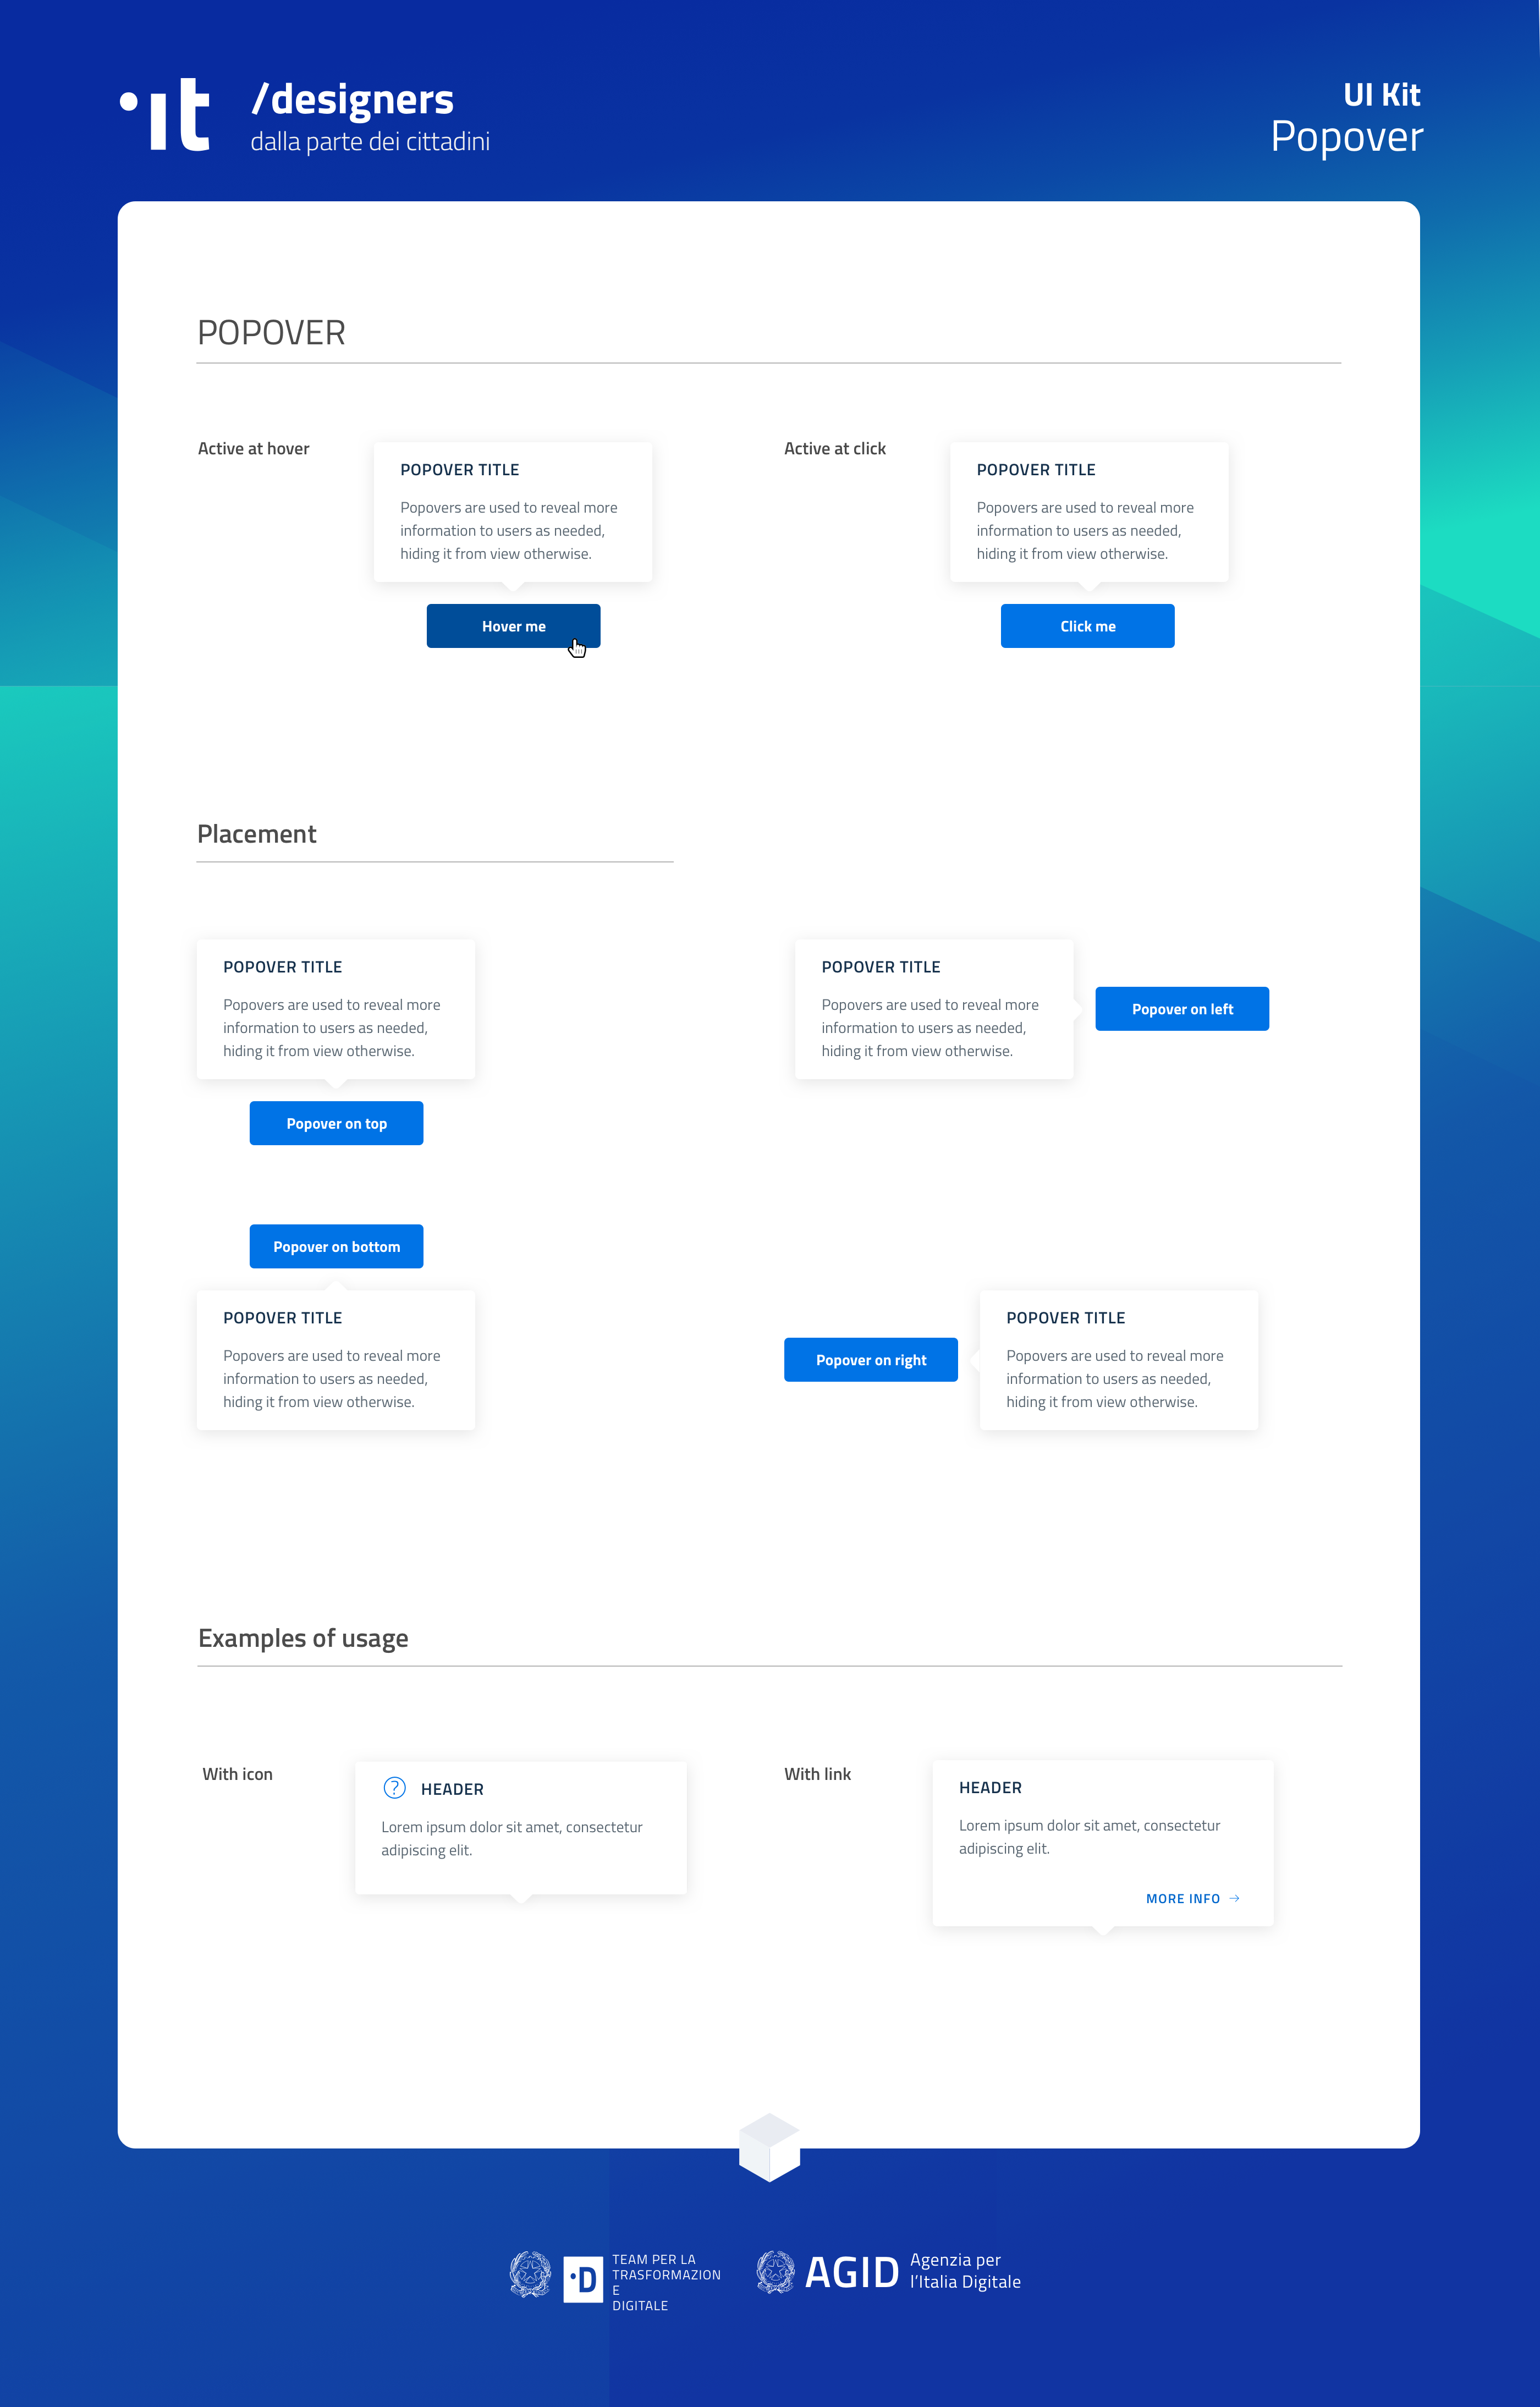 ·ıt
/designers
dalla parte dei cittadini
UI Kit
Popover
POPOVER
Active at hover
POPOVER TITLE
Popovers are used to reveal more
information to users as needed,
hiding it from view otherwise.
Hover me
Active at click
POPOVER TITLE
Popovers are used to reveal more
information to users as needed,
hiding it from view otherwise.
Click me
Placement
POPOVER TITLE
Popovers are used to reveal more
information to users as needed,
hiding it from view otherwise.
Popover on top
POPOVER TITLE
Popovers are used to reveal more
information to users as needed,
hiding it from view otherwise.
Popover on left
Popover on bottom
POPOVER TITLE
Popovers are used to reveal more
information to users as needed,
hiding it from view otherwise.
Popover on right
POPOVER TITLE
Popovers are used to reveal more
information to users as needed,
hiding it from view otherwise.
Examples of usage
With icon
? HEADER
Lorem ipsum dolor sit amet, consectetur
adipiscing elit.
With link
HEADER
Lorem ipsum dolor sit amet, consectetur
adipiscing elit.
MORE INFO →
·D
TEAM PER LA
TRASFORMAZION
E
DIGITALE
AGID
Agenzia per
l'Italia Digitale